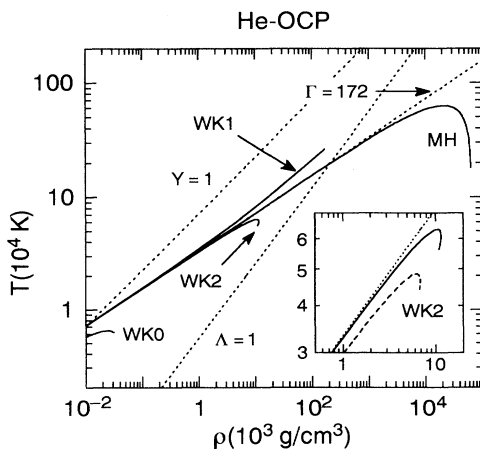 He-OCP
100
10
1
T(10⁴ K)
Γ = 172
WK1
MH
Y = 1
WK2
Λ = 1
WK0
6
5
4
3
WK2
1
10
10⁻²
1
10²
10⁴
ρ(10³ g/cm³)